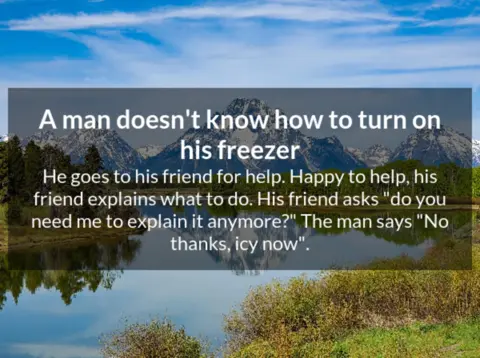 A man doesn't know how to turn on
his freezer
He goes to his friend for help. Happy to help, his
friend explains what to do. His friend asks "do you
need me to explain it anymore?" The man says "No
thanks, icy now".